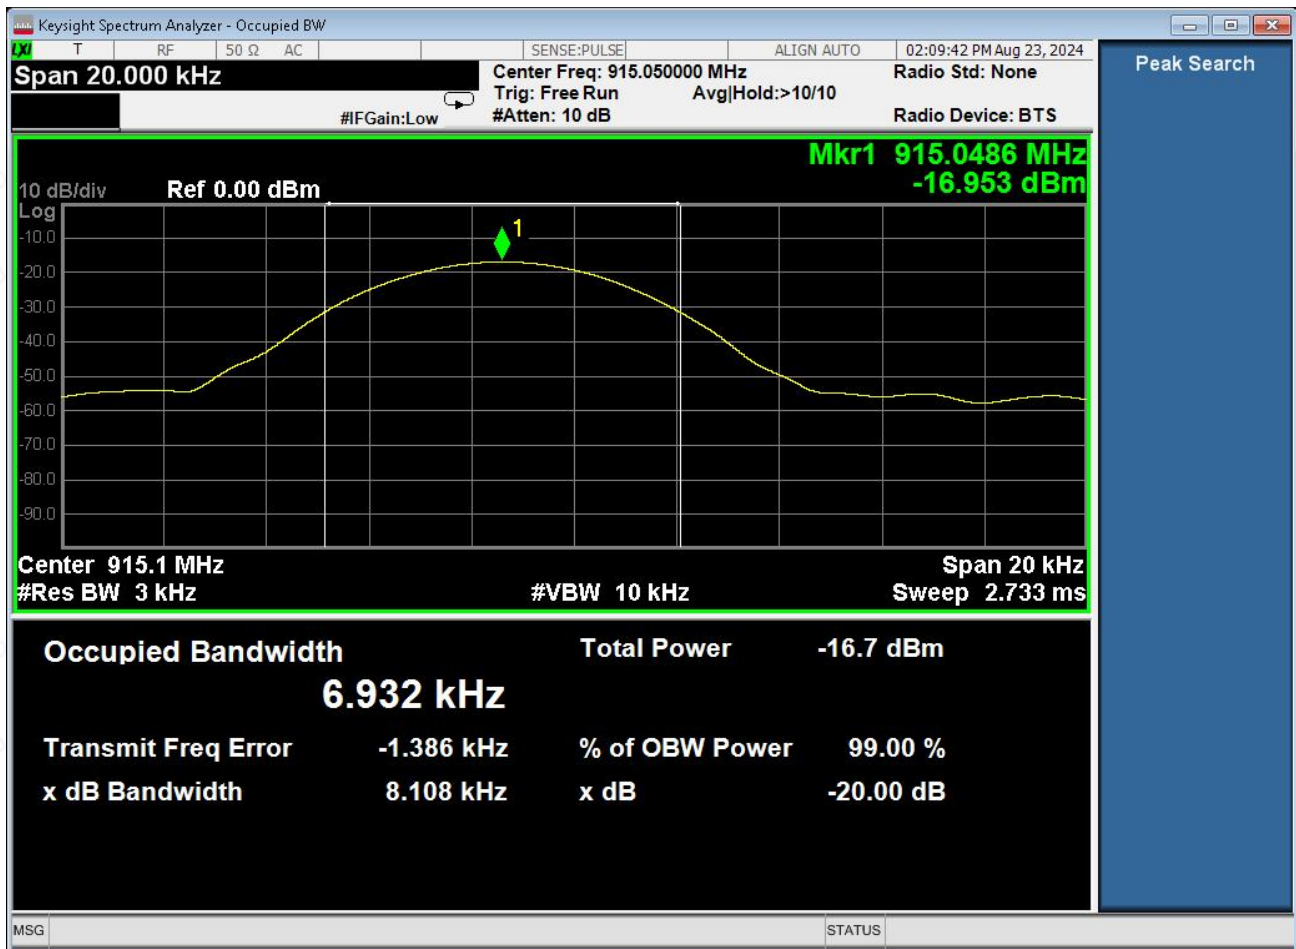 Keysight Spectrum Analyzer - Occupied BW
LXI T RF 50 Ω AC SENSE:PULSE ALIGN AUTO 02:09:42 PM Aug 23, 2024
Span 20.000 kHz
Center Freq: 915.050000 MHz Radio Std: None
Trig: Free Run Avg|Hold:>10/10
#IFGain:Low #Atten: 10 dB Radio Device: BTS
Peak Search
Mkr1 915.0486 MHz
-16.953 dBm
10 dB/div Ref 0.00 dBm
Log
1
-10.0
-20.0
-30.0
-40.0
-50.0
-60.0
-70.0
-80.0
-90.0
Center 915.1 MHz Span 20 kHz
#Res BW 3 kHz #VBW 10 kHz Sweep 2.733 ms
Occupied Bandwidth Total Power -16.7 dBm
6.932 kHz
Transmit Freq Error -1.386 kHz % of OBW Power 99.00 %
x dB Bandwidth 8.108 kHz x dB -20.00 dB
MSG STATUS